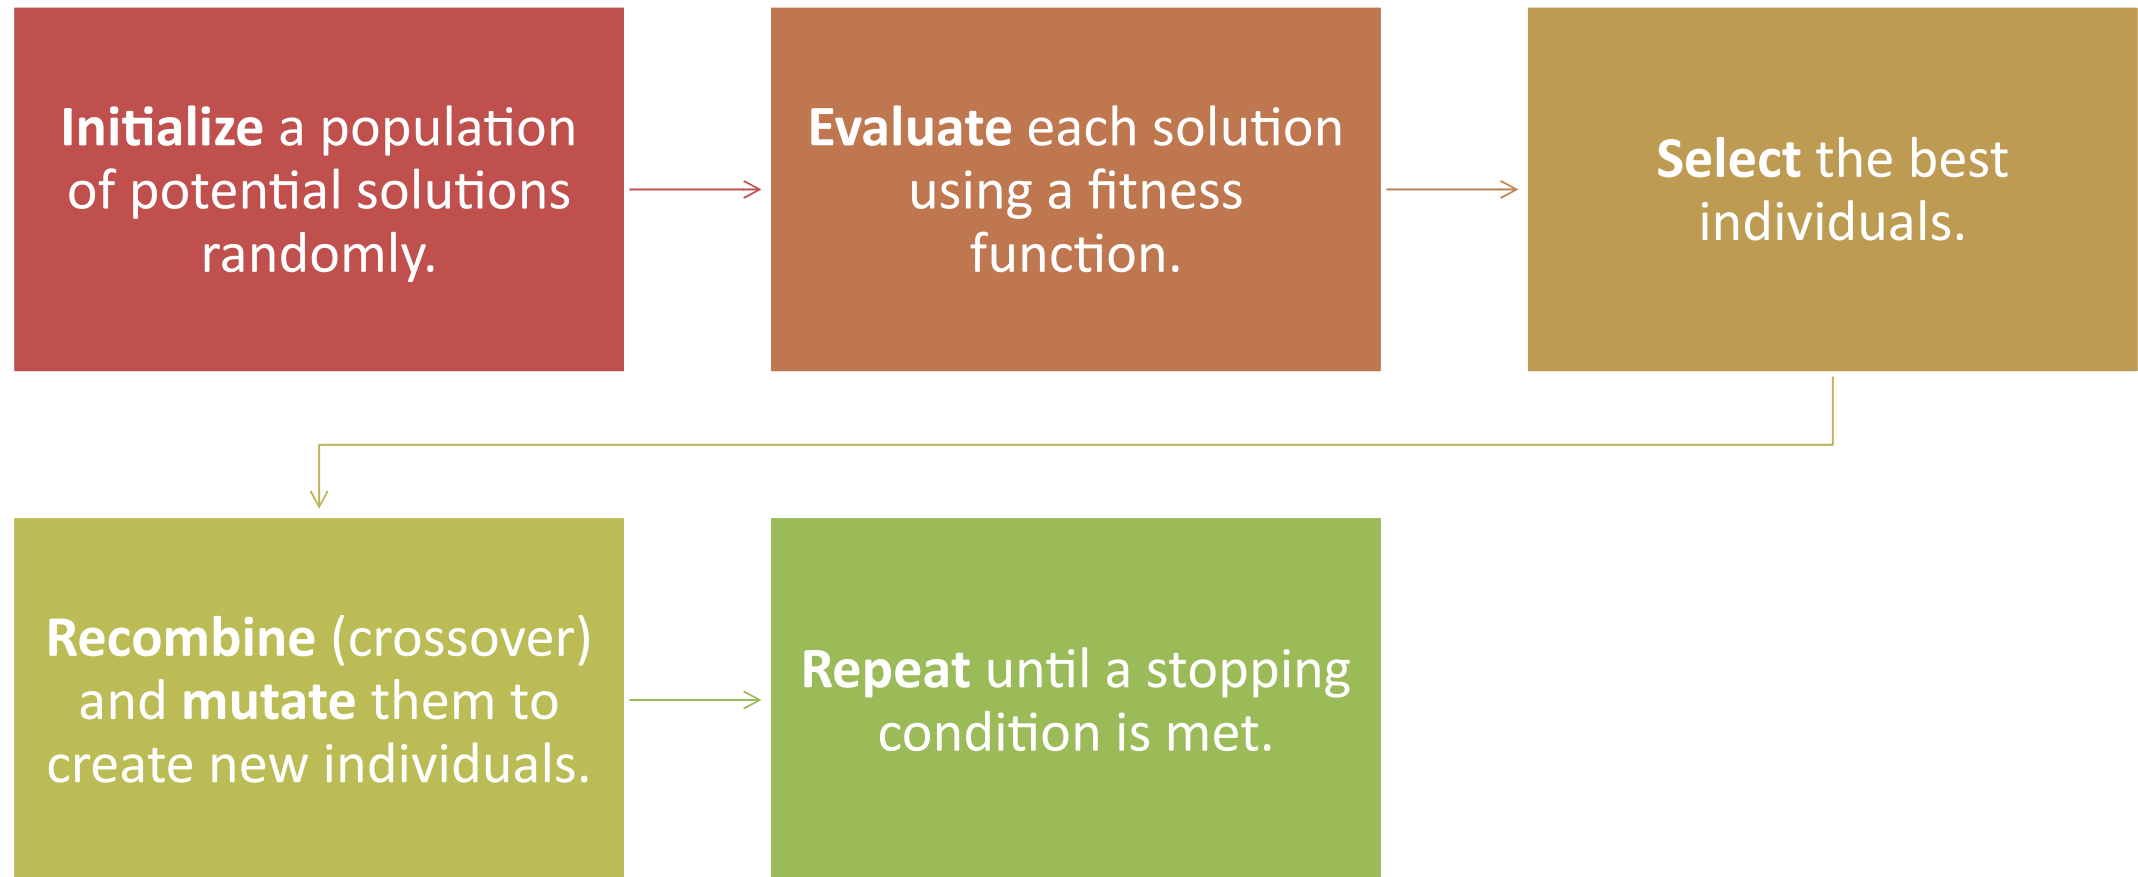 Initialize a population
of potential solutions
randomly.
Evaluate each solution
using a fitness
function.
Select the best
individuals.
Recombine (crossover)
and mutate them to
create new individuals.
Repeat until a stopping
condition is met.